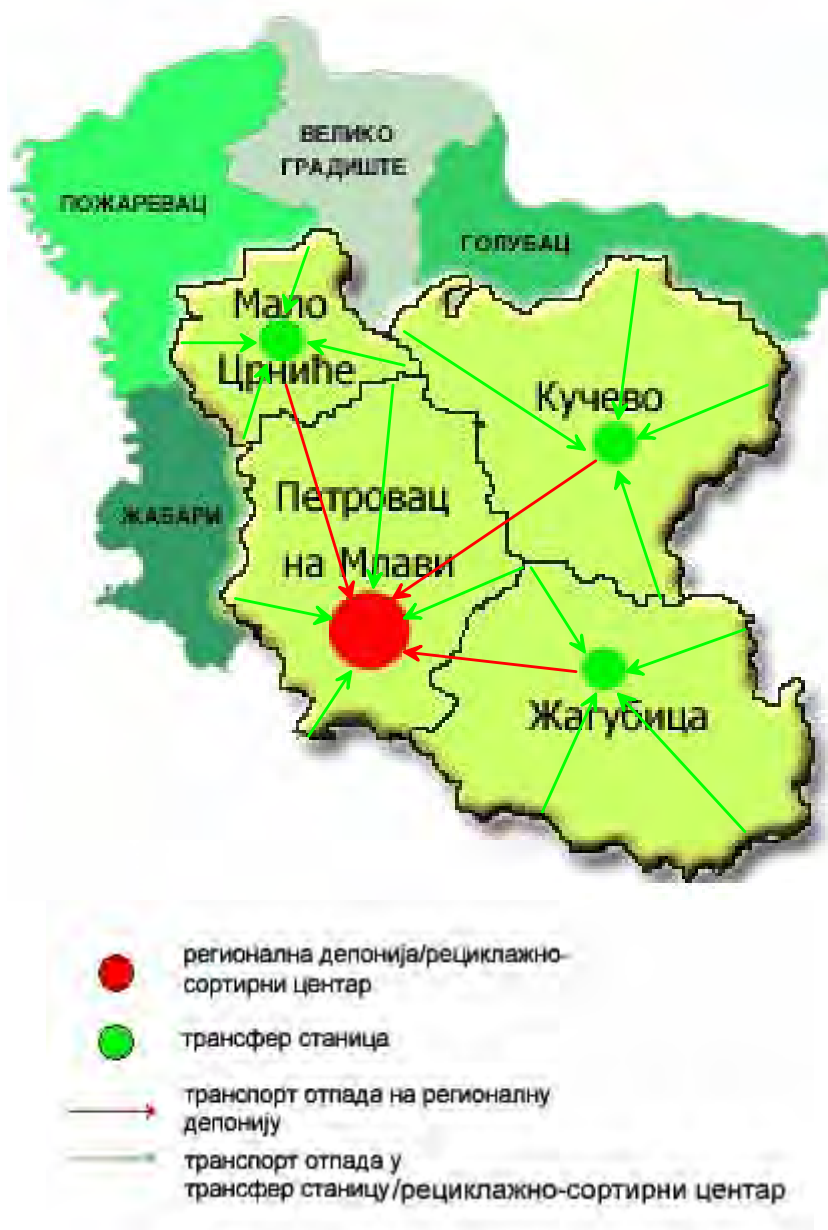 ВЕЛИКО
ГРАДИШТЕ
ПОЖАРЕВАЦ
ГОЛУБАЦ
Мало
Црниће
Кучево
Петровац
на Млави
ЖАБАРИ
Жагубица
регионална депонија/рециклажно-
сортирни центар
трансфер станица
транспорт отпада на регионалну
депонију
транспорт отпада у
трансфер станицу/рециклажно-сортирни центар